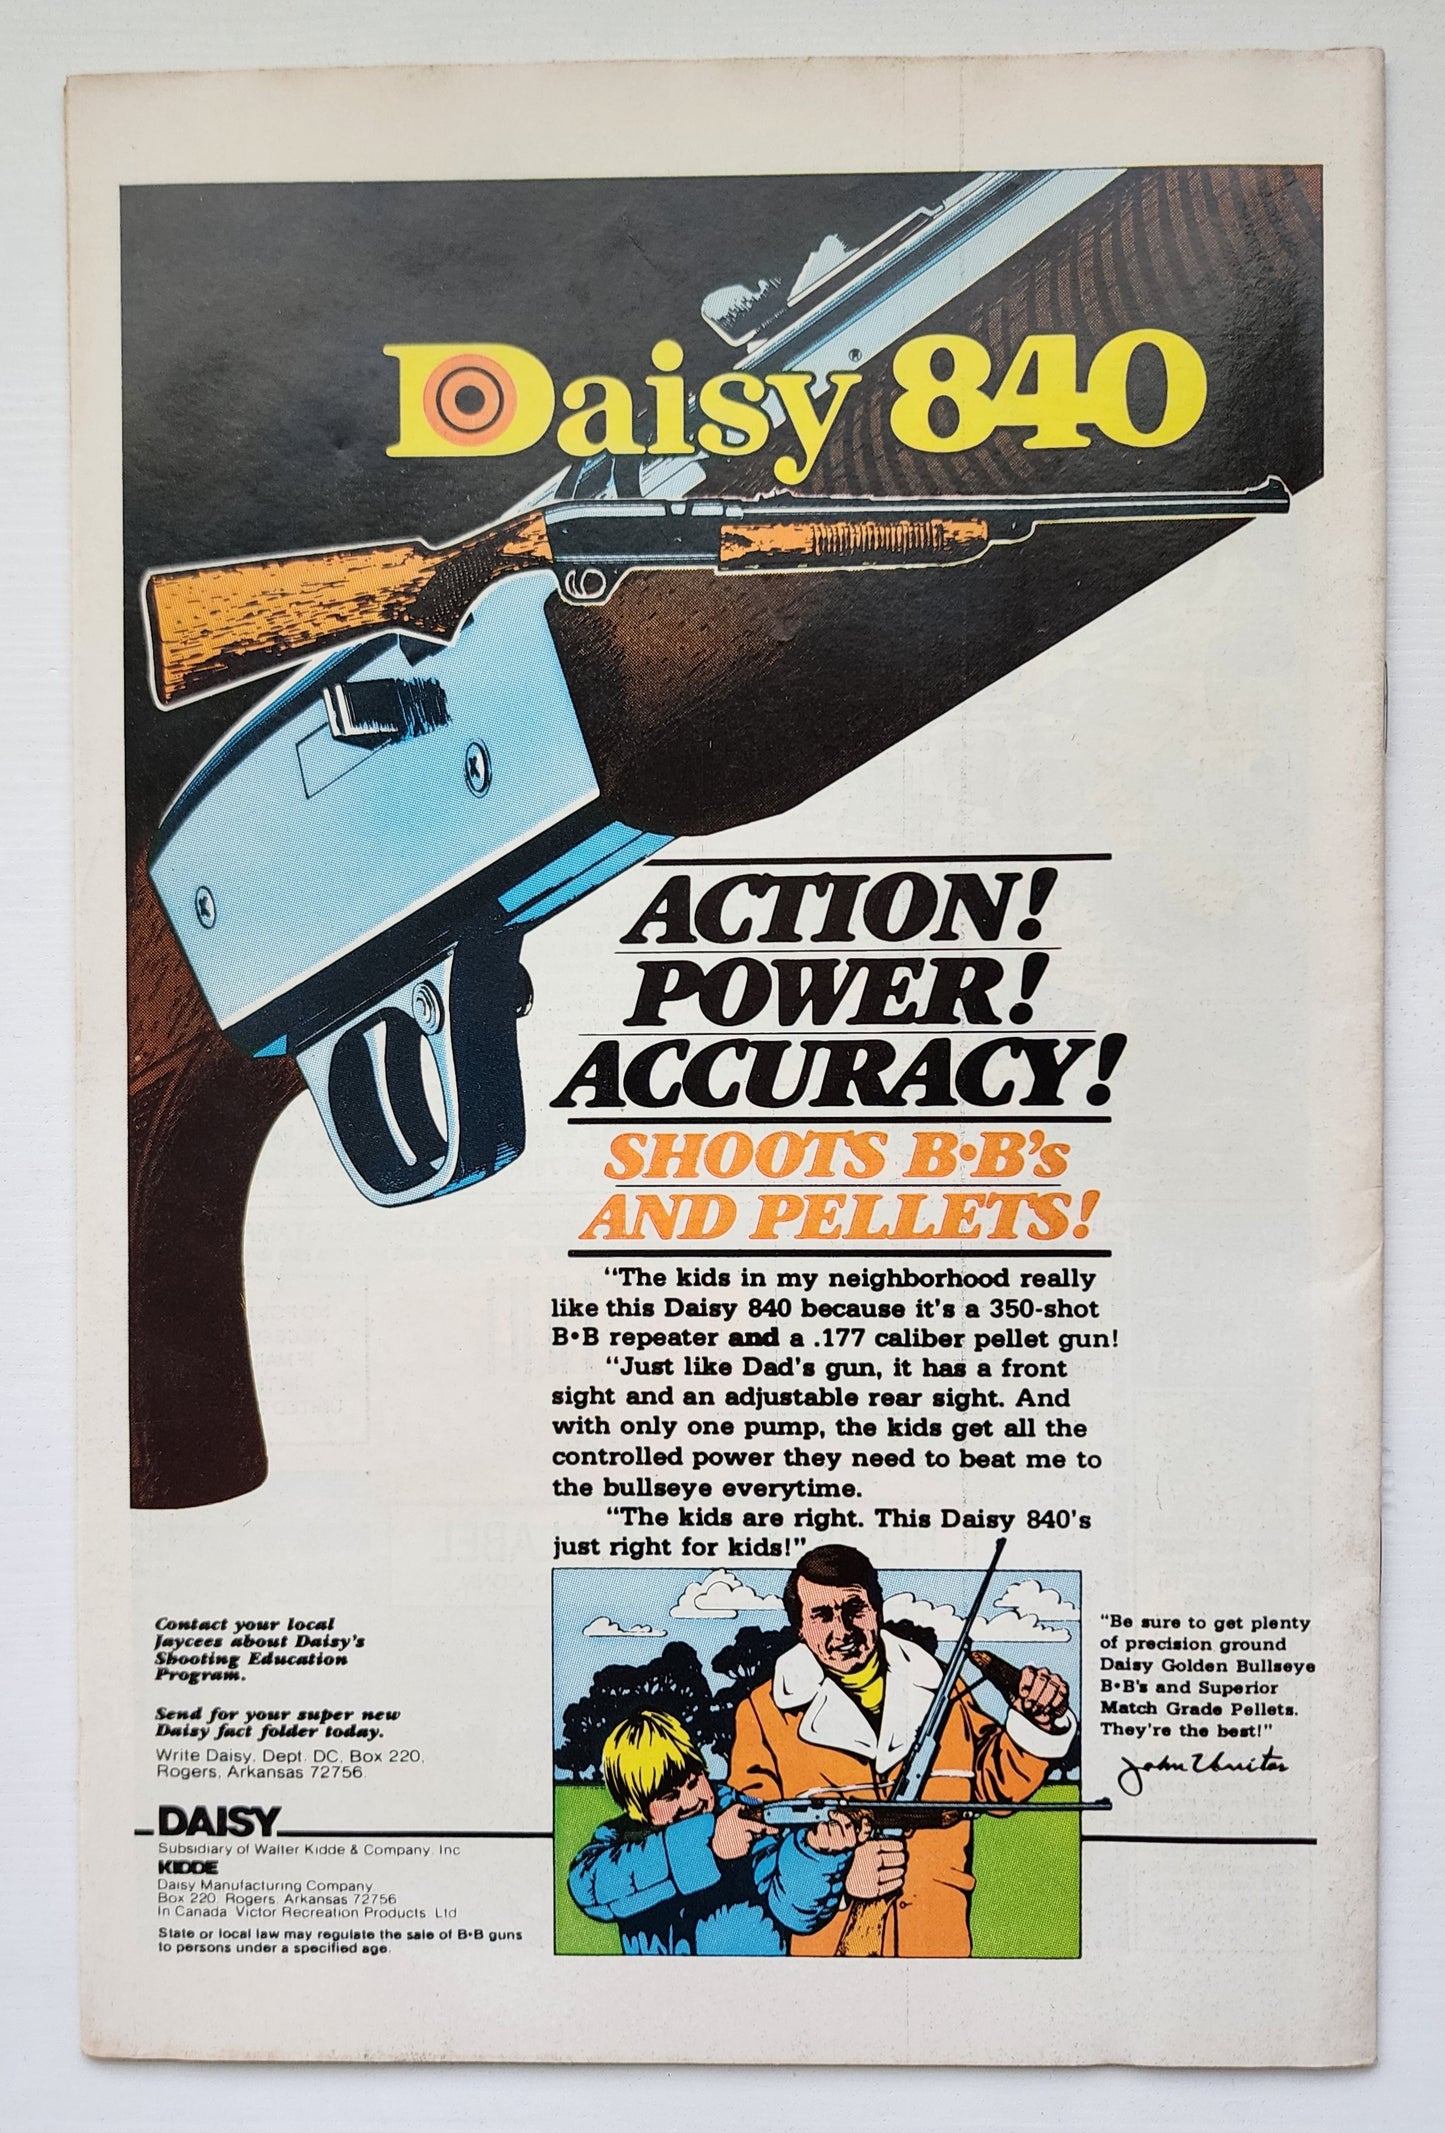 Daisy® 840
ACTION!
POWER!
ACCURACY!
SHOOTS B•B's
AND PELLETS!
"The kids in my neighborhood really
like this Daisy 840 because it's a 350-shot
B•B repeater and a .177 caliber pellet gun!
"Just like Dad's gun, it has a front
sight and an adjustable rear sight. And
with only one pump, the kids get all the
controlled power they need to beat me to
the bullseye everytime.
"The kids are right. This Daisy 840's
just right for kids!"
Contact your local
Jaycees about Daisy's
Shooting Education
Program.
Send for your super new
Daisy fact folder today.
Write Daisy, Dept. DC, Box 220,
Rogers, Arkansas 72756.
DAISY
Subsidiary of Walter Kidde & Company, Inc
KIDDE
Daisy Manufacturing Company
Box 220, Rogers, Arkansas 72756
In Canada Victor Recreation Products Ltd
State or local law may regulate the sale of B•B guns
to persons under a specified age.
"Be sure to get plenty
of precision ground
Daisy Golden Bullseye
B•B's and Superior
Match Grade Pellets.
They're the best!"
John Unitas